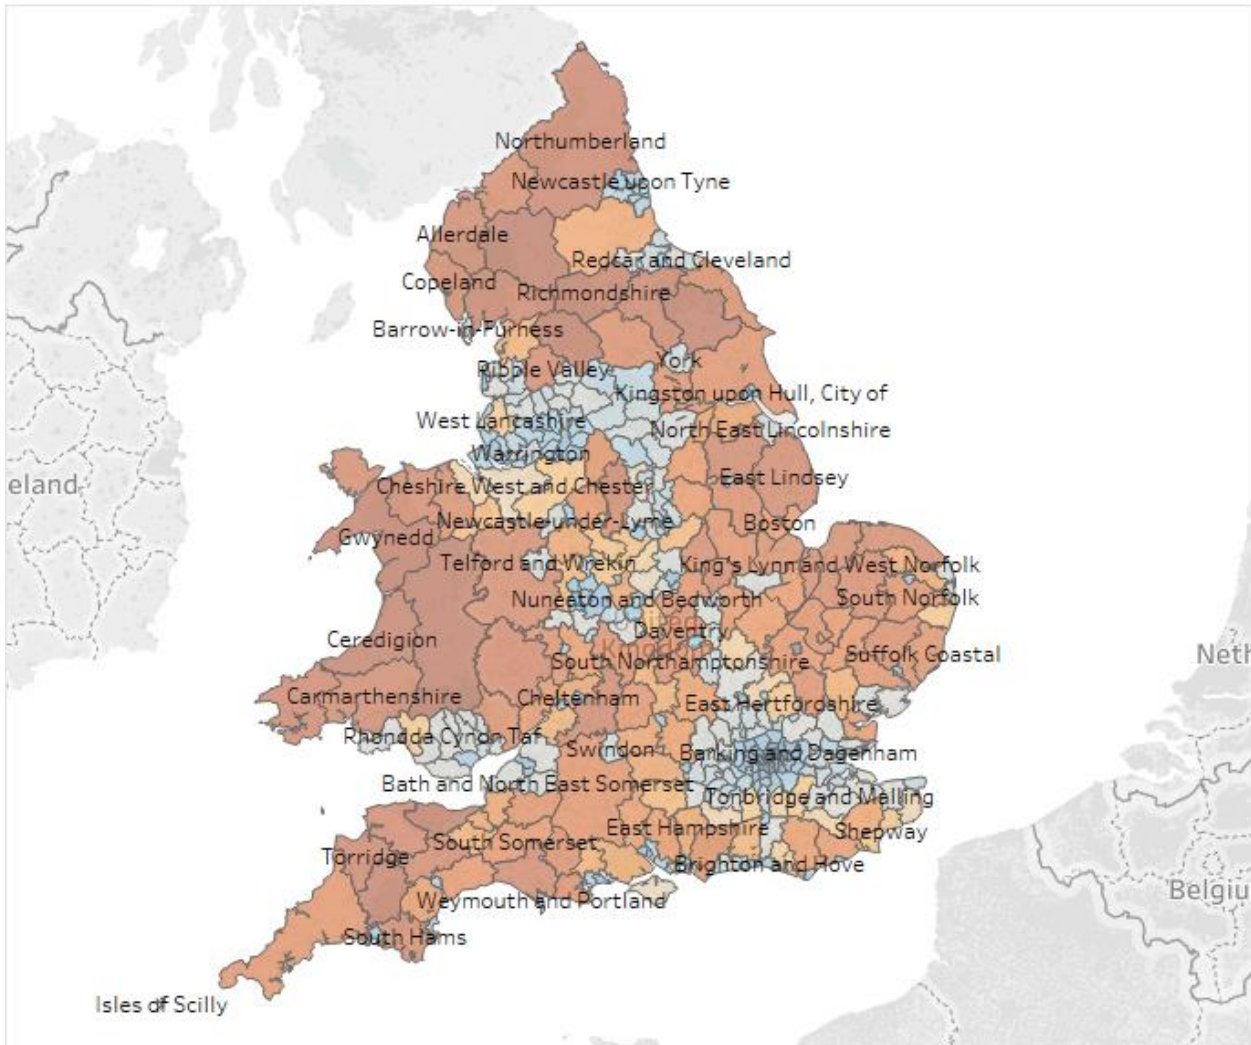 Northumberland
Newcastle upon Tyne
Allerdale
Redcar and Cleveland
Copeland
Richmondshire
Barrow-in-Furness
York
Ribble Valley
Kingston upon Hull, City of
West Lancashire
North East Lincolnshire
Warrington
East Lindsey
eland
Cheshire West and Chester
Newcastle-under-Lyme
Boston
Gwynedd
Telford and Wrekin
King's Lynn and West Norfolk
Nuneaton and Bedworth
South Norfolk
United
Daventry
Ceredigion
Kingdom
Suffolk Coastal
Neth
South Northamptonshire
Carmarthenshire
Cheltenham
East Hertfordshire
Rhondda Cynon Taf
Swindon
Barking and Dagenham
Bath and North East Somerset
Tonbridge and Malling
East Hampshire
Shepway
South Somerset
Torridge
Brighton and Hove
Belgiu
Weymouth and Portland
South Hams
Isles of Scilly